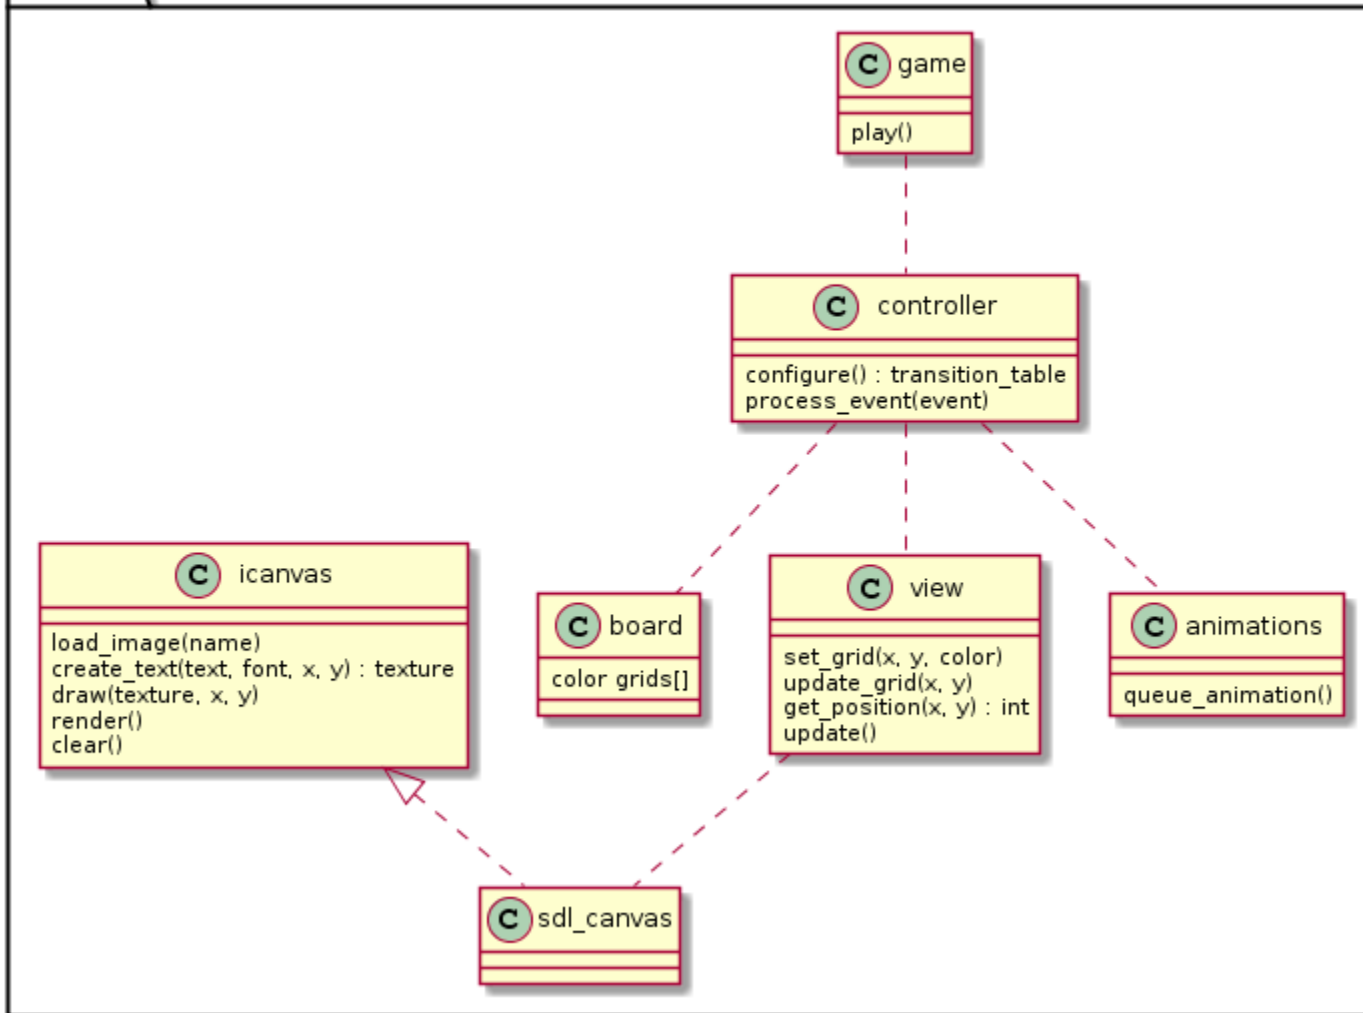 C game
play()
C controller
configure() : transition_table
process_event(event)
C icanvas
load_image(name)
create_text(text, font, x, y) : texture
draw(texture, x, y)
render()
clear()
C board
color grids[]
C view
set_grid(x, y, color)
update_grid(x, y)
get_position(x, y) : int
update()
C animations
queue_animation()
C sdl_canvas